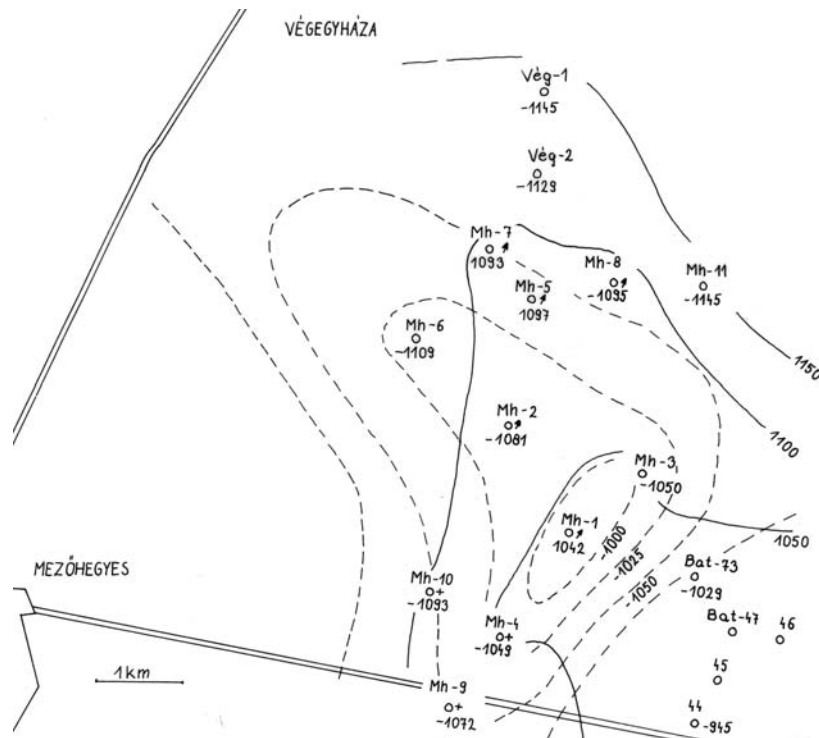 VÉGEGYHÁZA
Vég-1
-1145
Vég-2
-1129
Mh-7
1093
Mh-8
-1095
Mh-11
-1145
Mh-5
1097
Mh-6
-1109
1150
Mh-2
-1081
1100
Mh-3
-1050
Mh-1
1042
-1000
-1025
-1050
1050
Bat-73
-1029
MEZŐHEGYES
Mh-10
-1093
Mh-4
-1049
Bat-47
46
1km
45
Mh-9
-1072
44
-945